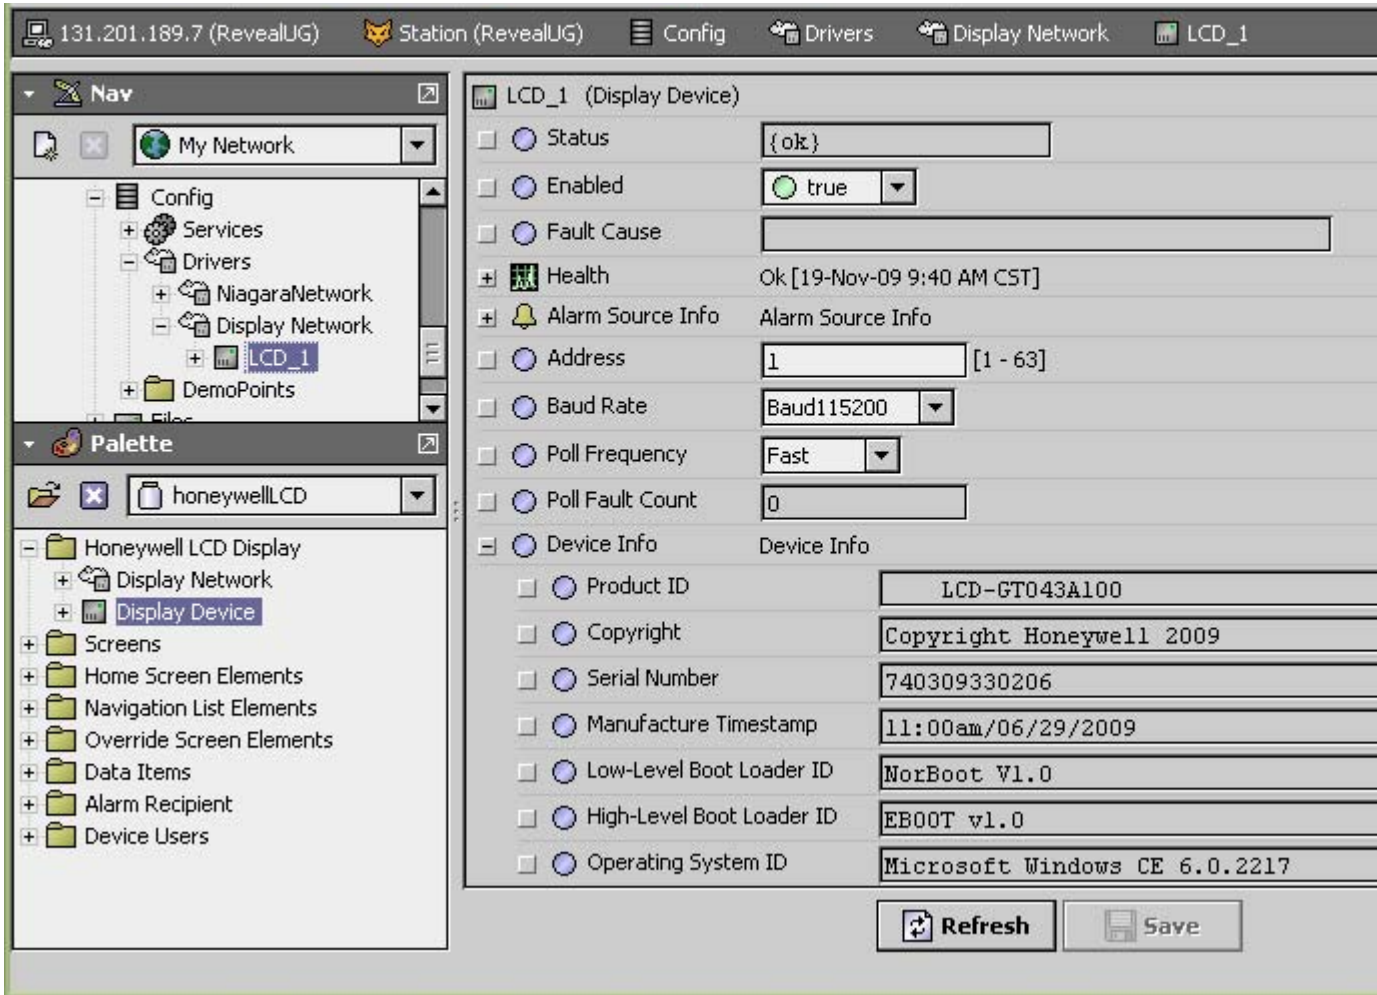 131.201.189.7 (RevealUG) Station (RevealUG) Config Drivers Display Network LCD_1
Nav
My Network
Config
Services
Drivers
NiagaraNetwork
Display Network
LCD_1
DemoPoints
Files
Palette
honeywellLCD
Honeywell LCD Display
Display Network
Display Device
Screens
Home Screen Elements
Navigation List Elements
Override Screen Elements
Data Items
Alarm Recipient
Device Users
LCD_1 (Display Device)
Status {ok}
Enabled true
Fault Cause
Health Ok [19-Nov-09 9:40 AM CST]
Alarm Source Info Alarm Source Info
Address 1 [1 - 63]
Baud Rate Baud115200
Poll Frequency Fast
Poll Fault Count 0
Device Info Device Info
Product ID LCD-GT043A100
Copyright Copyright Honeywell 2009
Serial Number 740309330206
Manufacture Timestamp 11:00am/06/29/2009
Low-Level Boot Loader ID NorBoot V1.0
High-Level Boot Loader ID EBOOT v1.0
Operating System ID Microsoft Windows CE 6.0.2217
Refresh Save